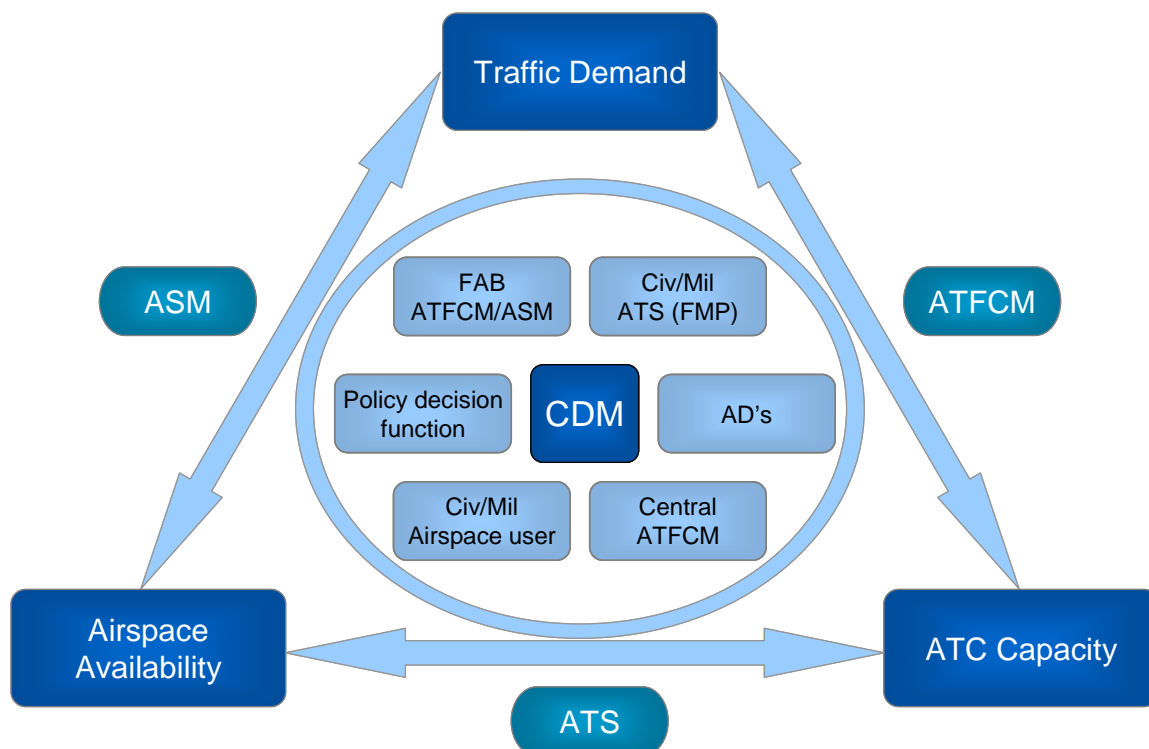 Traffic Demand
ASM
ATFCM
FAB
ATFCM/ASM
Civ/Mil
ATS (FMP)
Policy decision
function
CDM
AD's
Civ/Mil
Airspace user
Central
ATFCM
Airspace
Availability
ATC Capacity
ATS